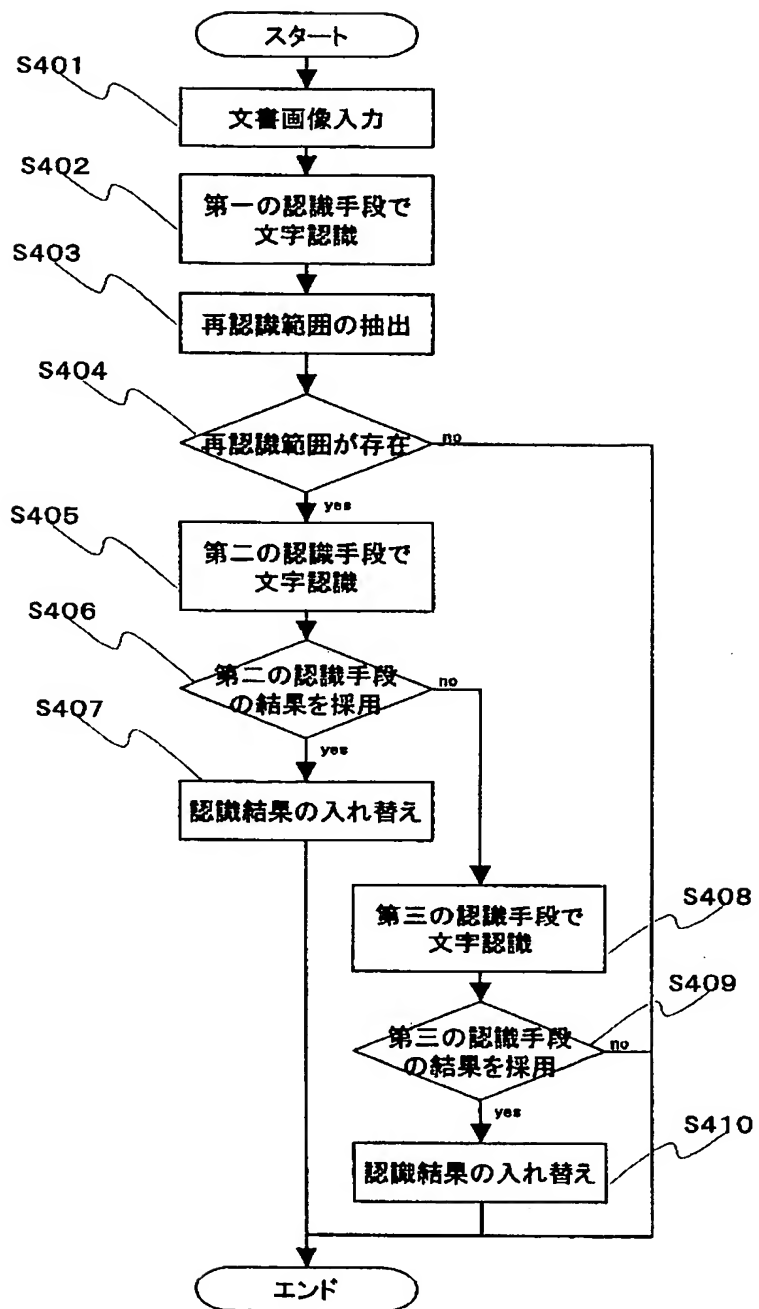 スタート
S401
文書画像入力
S402
第一の認識手段で
文字認識
S403
再認識範囲の抽出
S404
再認識範囲が存在
no
yes
S405
第二の認識手段で
文字認識
S406
第二の認識手段
の結果を採用
no
yes
S407
認識結果の入れ替え
第三の認識手段で
文字認識
S408
S409
第三の認識手段
の結果を採用
no
yes
S410
認識結果の入れ替え
エンド